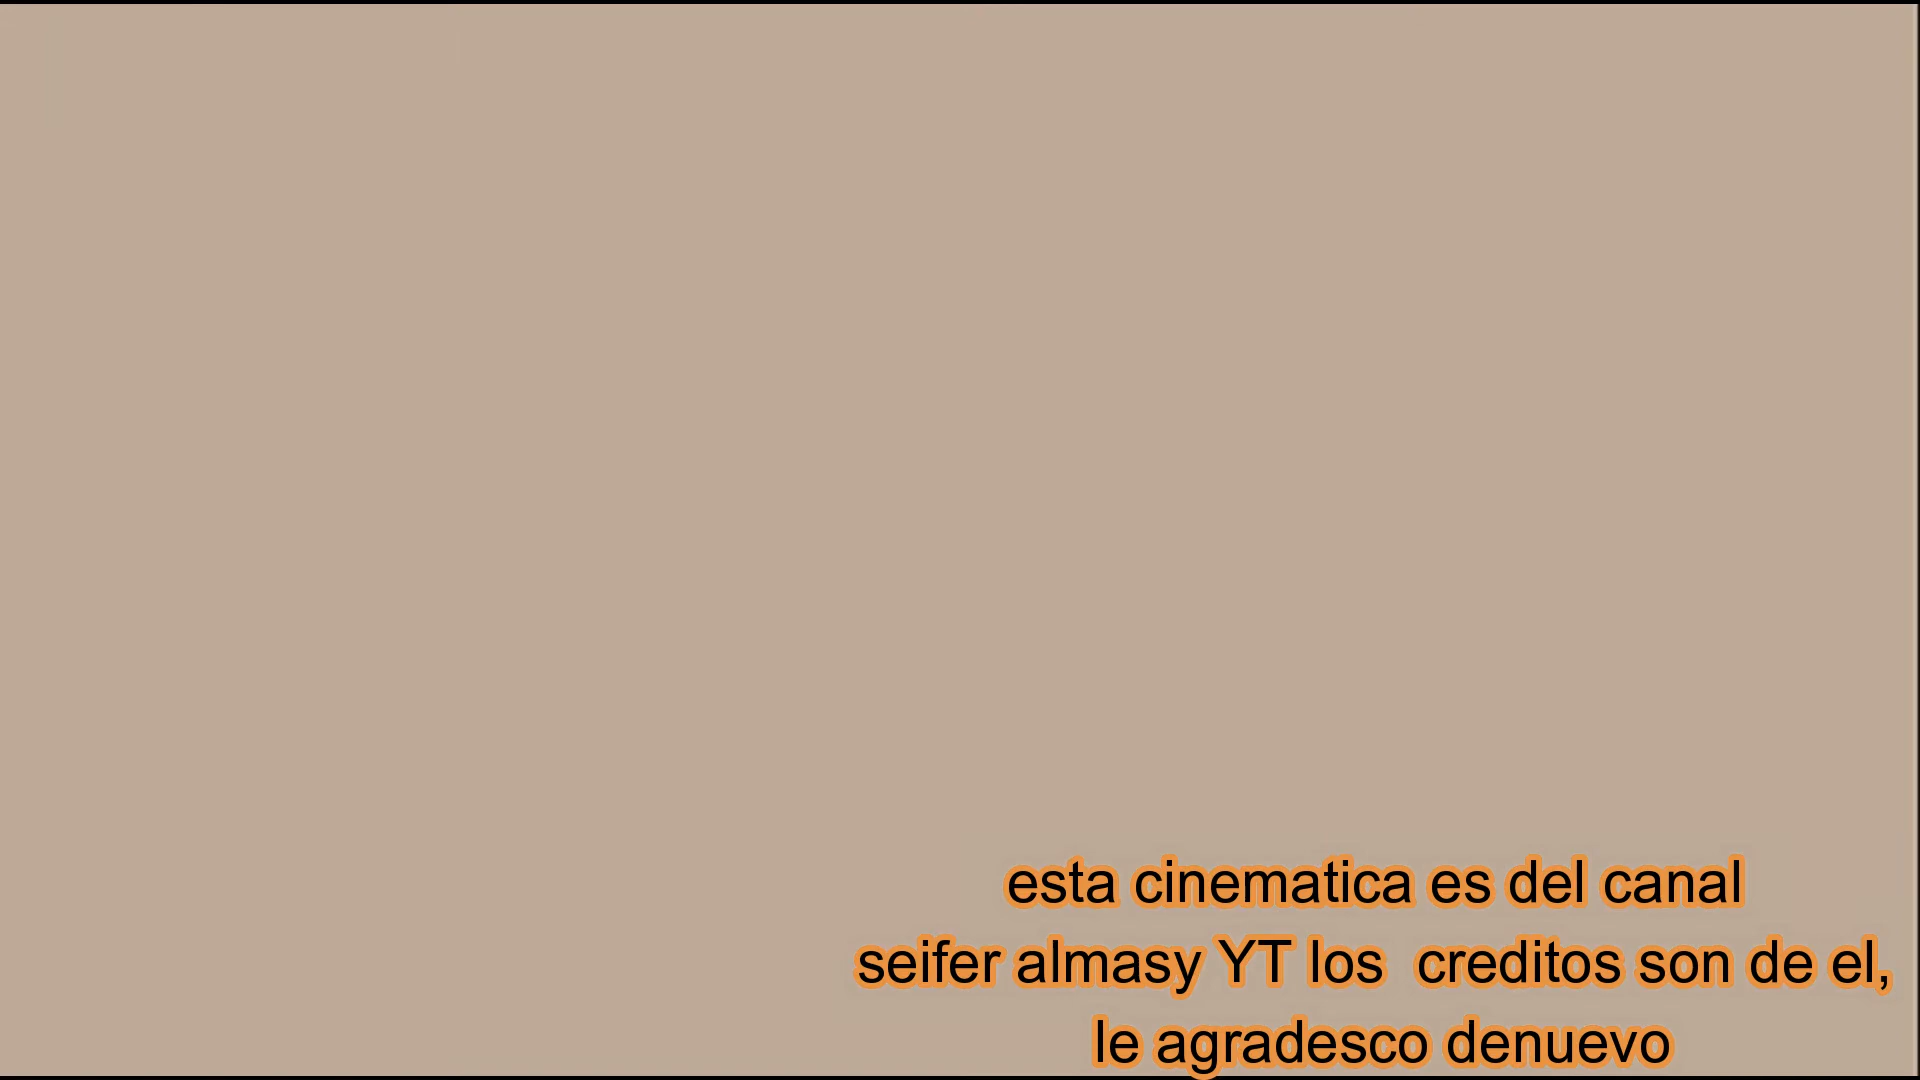 esta cinematica es del canal
seifer almasy YT los  creditos son de el,
le agradesco denuevo